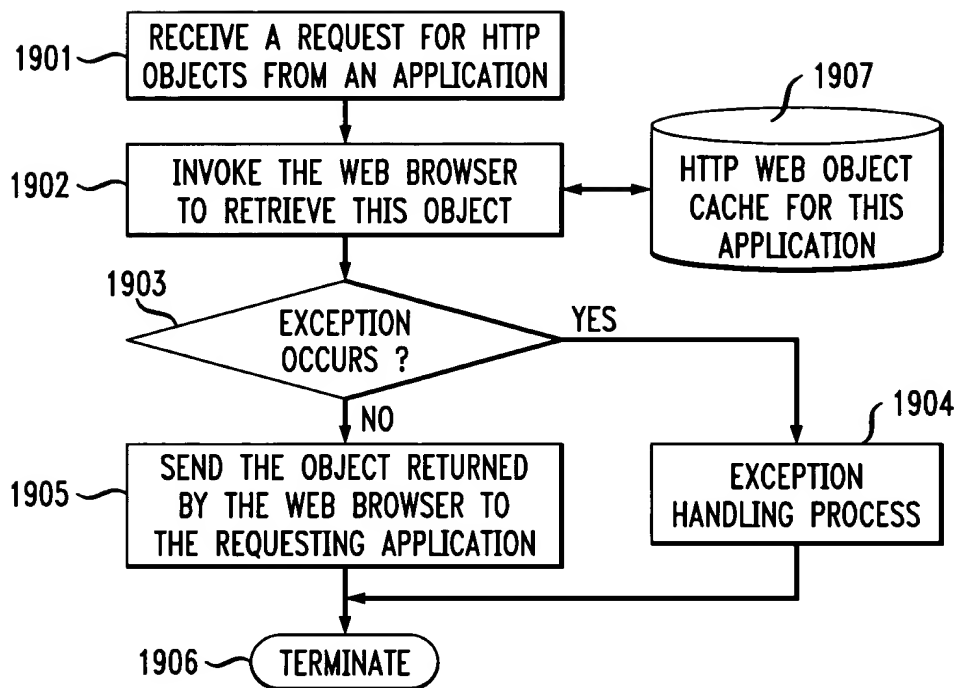 1901
RECEIVE A REQUEST FOR HTTP
OBJECTS FROM AN APPLICATION
1902
INVOKE THE WEB BROWSER
TO RETRIEVE THIS OBJECT
1907
HTTP WEB OBJECT
CACHE FOR THIS
APPLICATION
1903
EXCEPTION
OCCURS ?
YES
NO
1904
EXCEPTION
HANDLING PROCESS
1905
SEND THE OBJECT RETURNED
BY THE WEB BROWSER TO
THE REQUESTING APPLICATION
1906
TERMINATE